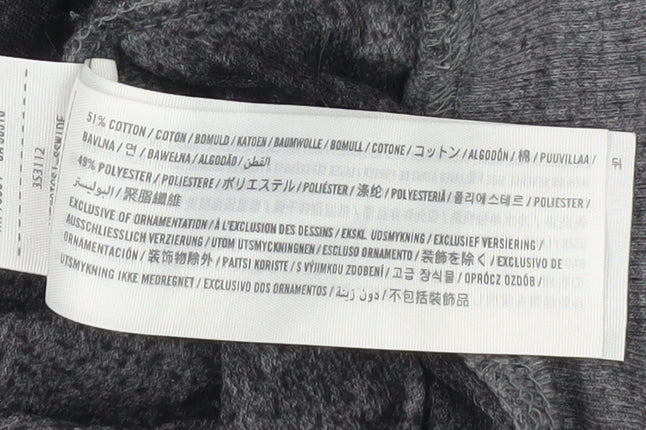 51% COTTON / COTON / BOMULD / KATOEN / BAUMWOLLE / BOMULL / COTONE / コットン / ALGODÓN / 棉 / PUUVILLAA /
BAVLNA / 면 / BAWEŁNA / ALGODÃO / القطن /
49% POLYESTER / POLIESTERE / ポリエステル / POLIÉSTER / 涤纶 / POLYESTERIÄ / 폴리에스테르 / POLIESTER /
البوليستر / 聚脂纖維
EXCLUSIVE OF ORNAMENTATION / À L'EXCLUSION DES DESSINS / EKSKL. UDSMYKNING / EXCLUSIEF VERSIERING /
AUSSCHLIESSLICH VERZIERUNG / UTOM UTSMYCKNINGNEN / ESCLUSO ORNAMENTO / 装飾を除く / EXCLUSIVO DE
ORNAMENTACIÓN / 装饰物除外 / PAITSI KORISTE / S VÝJIMKOU ZDOBENÍ / 고급 장식물 / OPRÓCZ OZDÓB /
UTSMYKNING IKKE MEDREGNET / EXCLUSIVO DOS ORNAMENTOS / دون زينة / 不包括裝飾品
353112